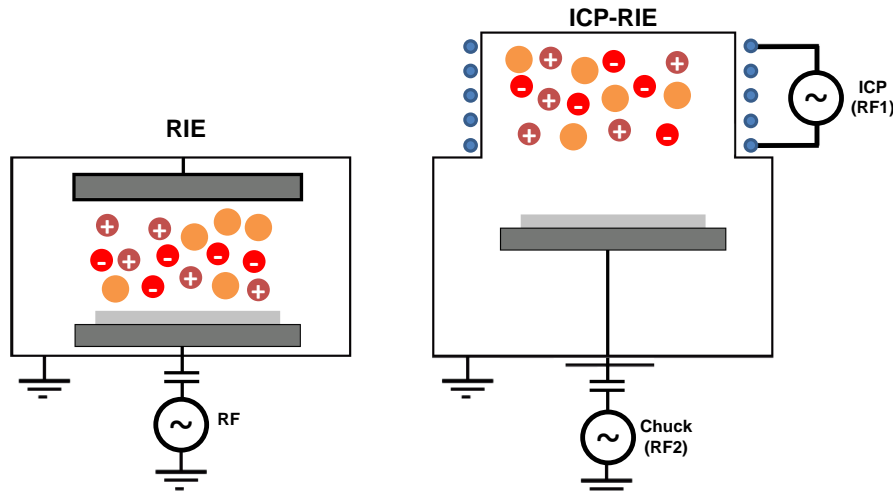 ICP-RIE
RIE
ICP
(RF1)
+ - +
- + - -
+ + -
+ +
- + - - -
- + +
~
RF
~
Chuck
(RF2)
~